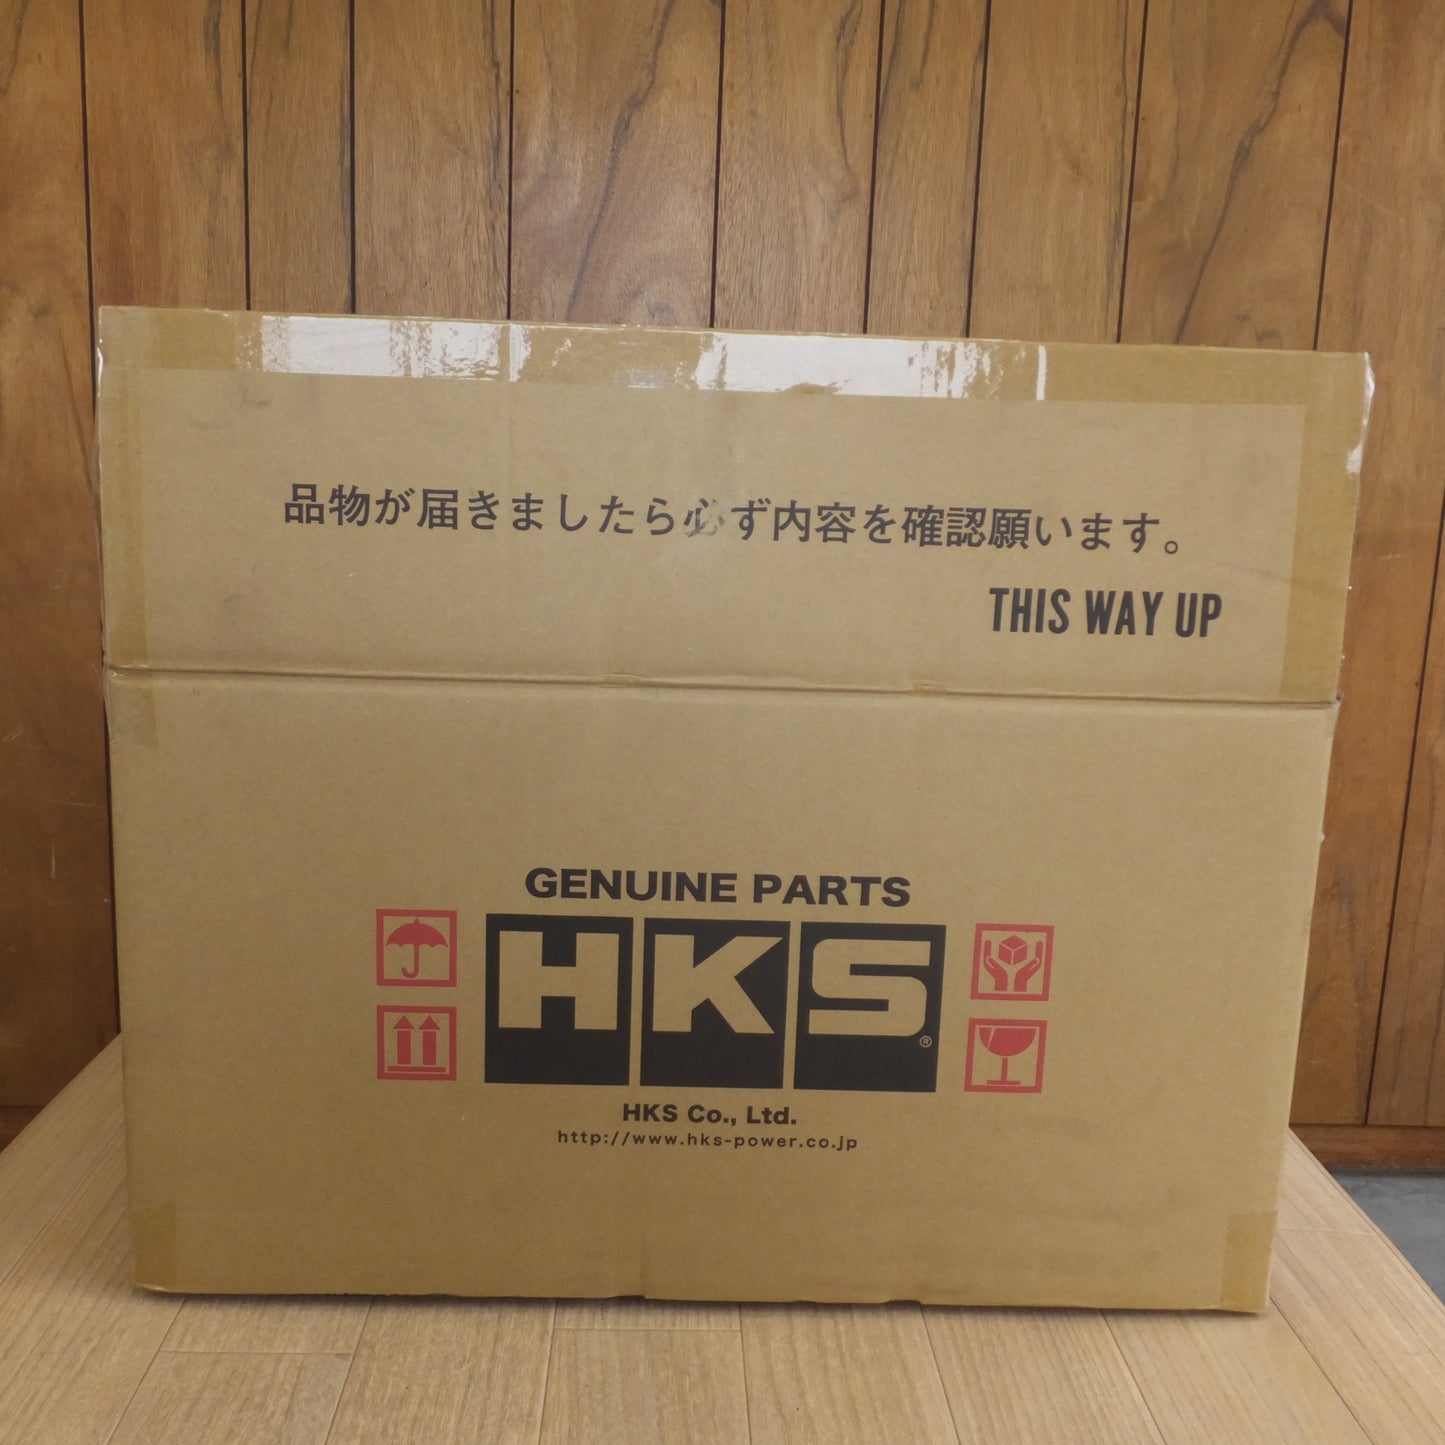 品物が届きましたら必ず内容を確認願います。
THIS WAY UP
GENUINE PARTS
HKS®
HKS Co., Ltd.
http://www.hks-power.co.jp